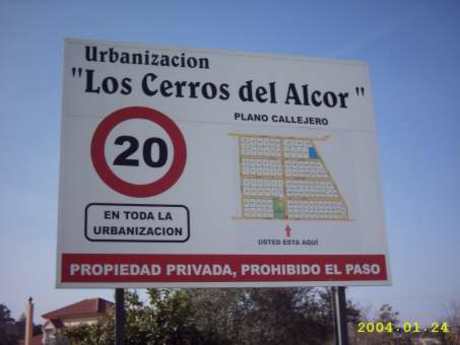 Urbanizacion
"Los Cerros del Alcor"
PLANO CALLEJERO
20
EN TODA LA
URBANIZACION
USTED ESTA AQUÍ
PROPIEDAD PRIVADA, PROHIBIDO EL PASO
2004.01.24